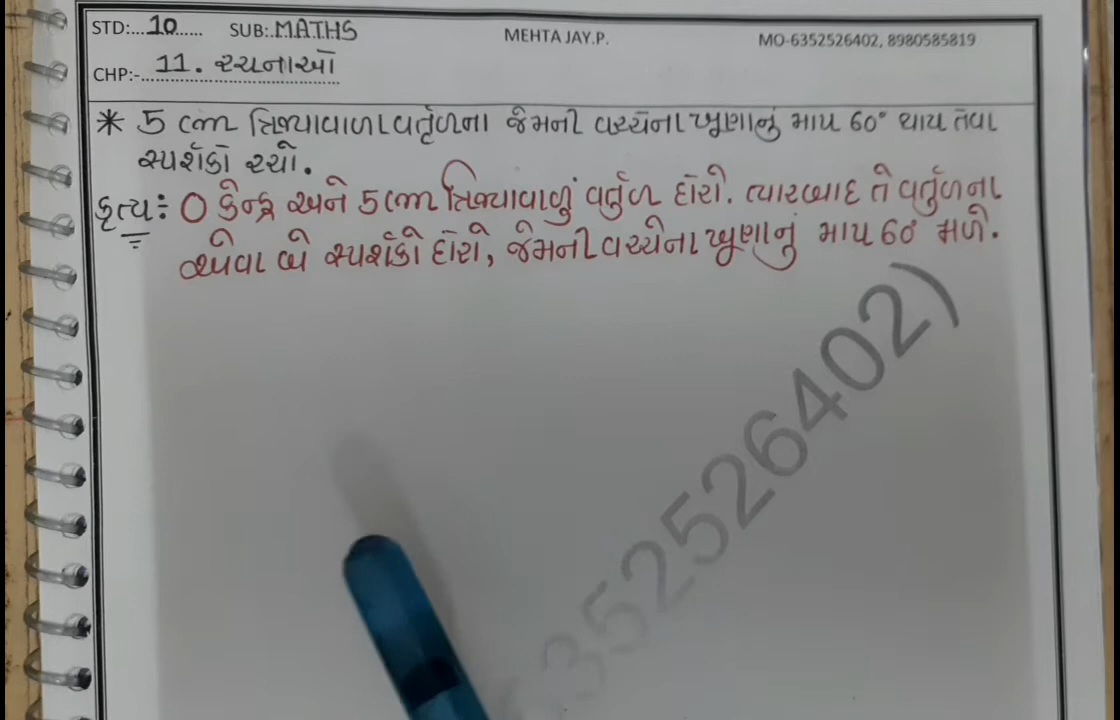 STD:...10...... SUB:.MATHS MEHTA JAY.P. MO-6352526402, 8980585819
CHP:-...11. રચનાઓ
* 5 cm ત્રિજ્યાવાળા વર્તુળના જેમની વચ્ચેના ખૂણાનું માપ 60° થાય તેવા
સ્પર્શકો રચો.
કૃત્ય: O કેન્દ્ર અને 5 cm ત્રિજ્યાવાળું વર્તુળ દોરો. ત્યારબાદ તે વર્તુળના
એવા બે સ્પર્શકો દોરો, જેમની વચ્ચેના ખૂણાનું માપ 60° મળે.
352526402)